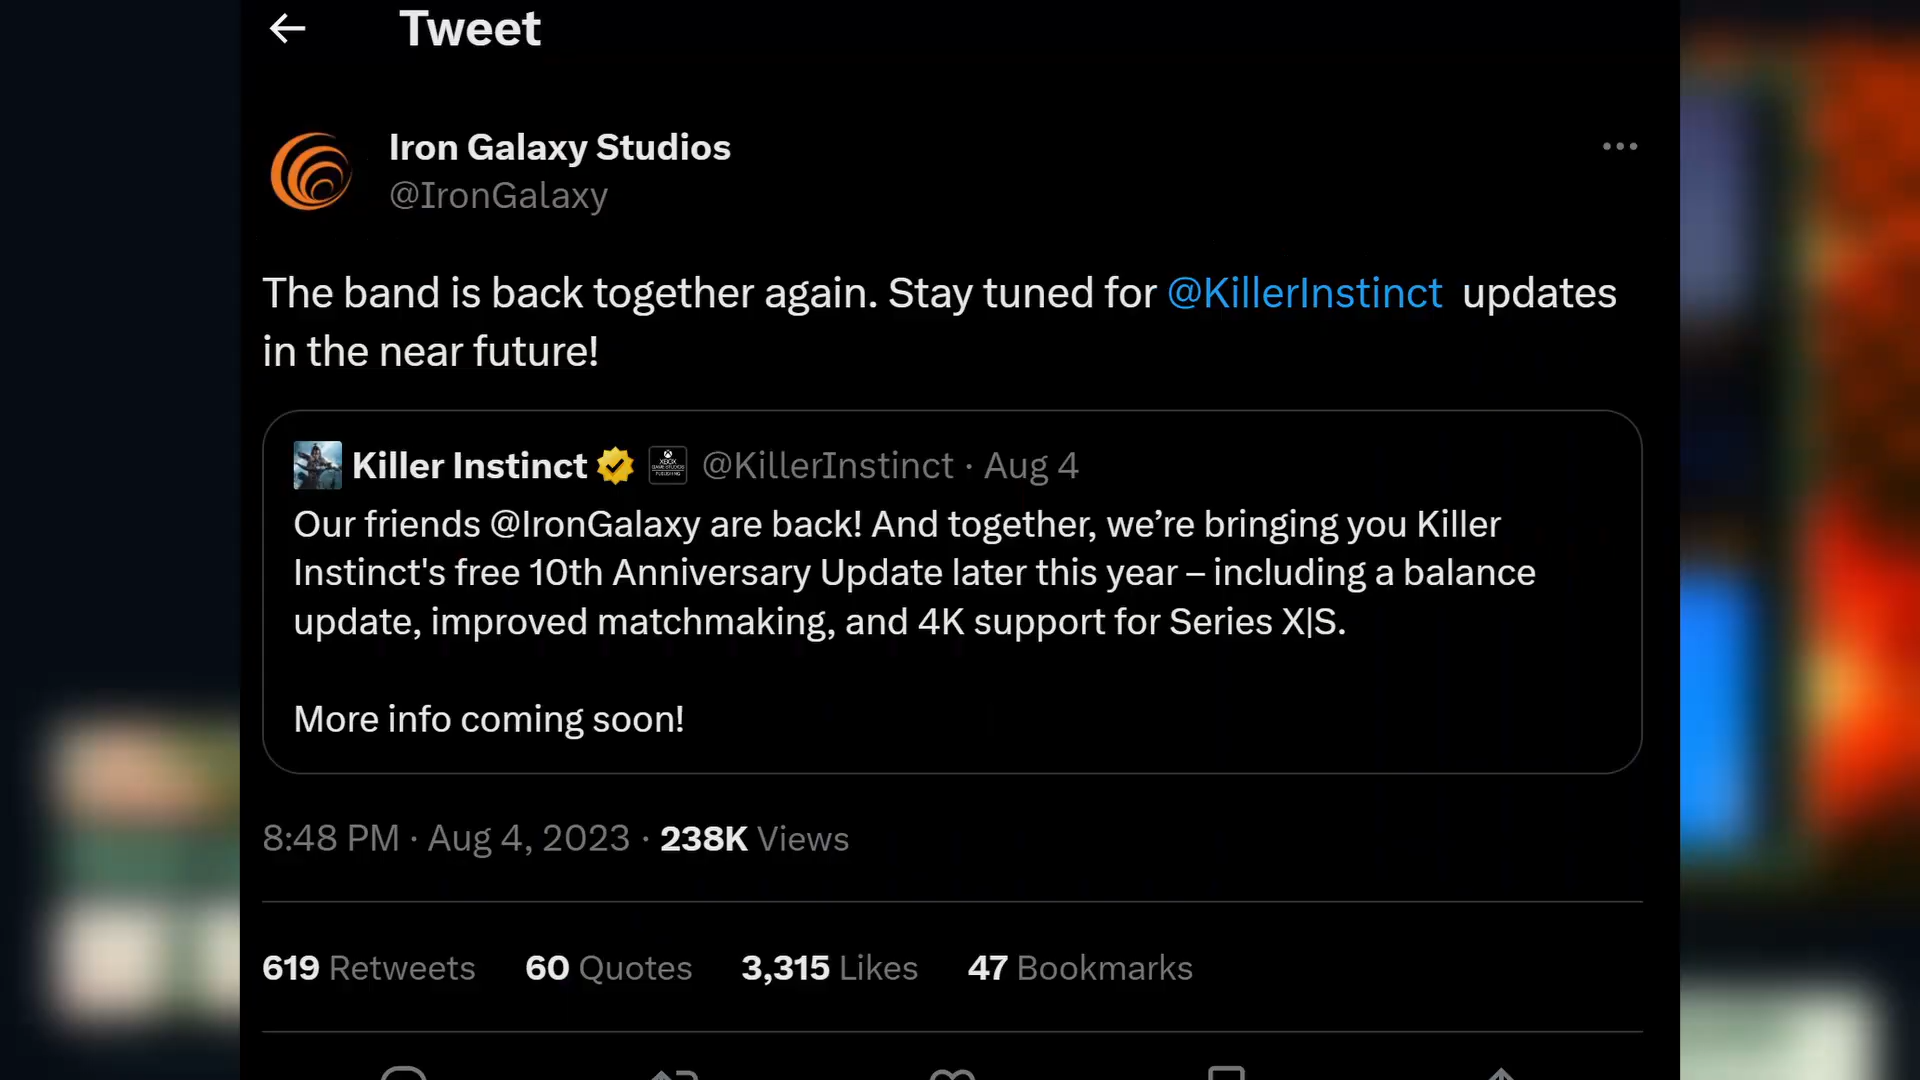 Tweet
Iron Galaxy Studios
@IronGalaxy
The band is back together again. Stay tuned for @KillerInstinct updates
in the near future!
Killer Instinct @KillerInstinct · Aug 4
Our friends @IronGalaxy are back! And together, we’re bringing you Killer
Instinct's free 10th Anniversary Update later this year – including a balance
update, improved matchmaking, and 4K support for Series X|S.
More info coming soon!
8:48 PM · Aug 4, 2023 · 238K Views
619 Retweets 60 Quotes 3,315 Likes 47 Bookmarks